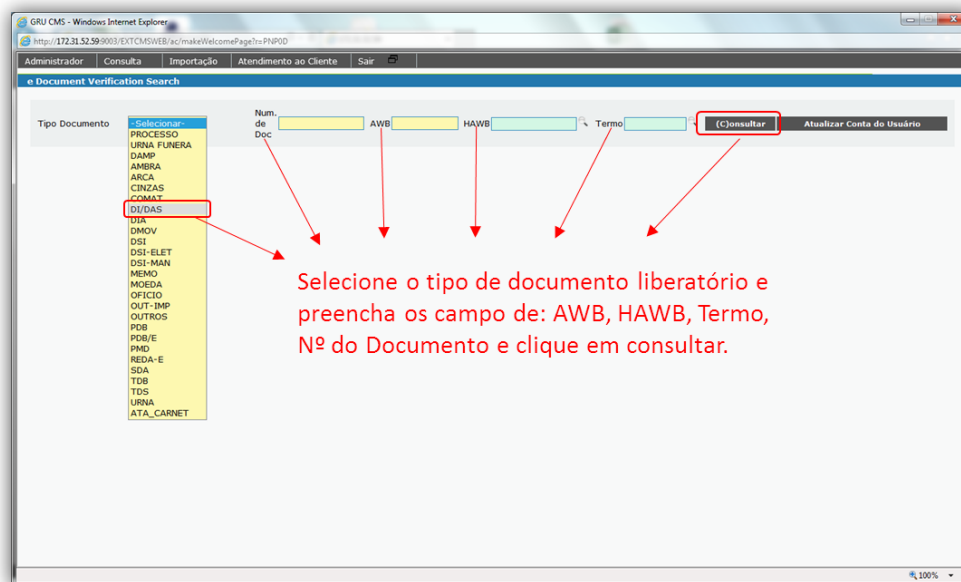 GRU CMS - Windows Internet Explorer
http://172.31.52.59:9003/EXTCMSWEB/ac/makeWelcomePage?r=PNP0D
Administrador Consulta Importação Atendimento ao Cliente Sair
e Document Verification Search
Tipo Documento -Selecionar- Num. de Doc AWB HAWB Termo (C)onsultar Atualizar Conta do Usuário
PROCESSO
URNA FUNERA
DAMP
AMBRA
ARCA
CINZAS
COMAT
DI/DAS
DIA
DMOV
DSI
DSI-ELET
DSI-MAN
MEMO
MOEDA
OFICIO
OUT-IMP
OUTROS
PDB
PDB/E
PMD
REDA-E
SDA
TDB
TDS
URNA
ATA_CARNET
Selecione o tipo de documento liberatório e
preencha os campo de: AWB, HAWB, Termo,
Nº do Documento e clique em consultar.
100%